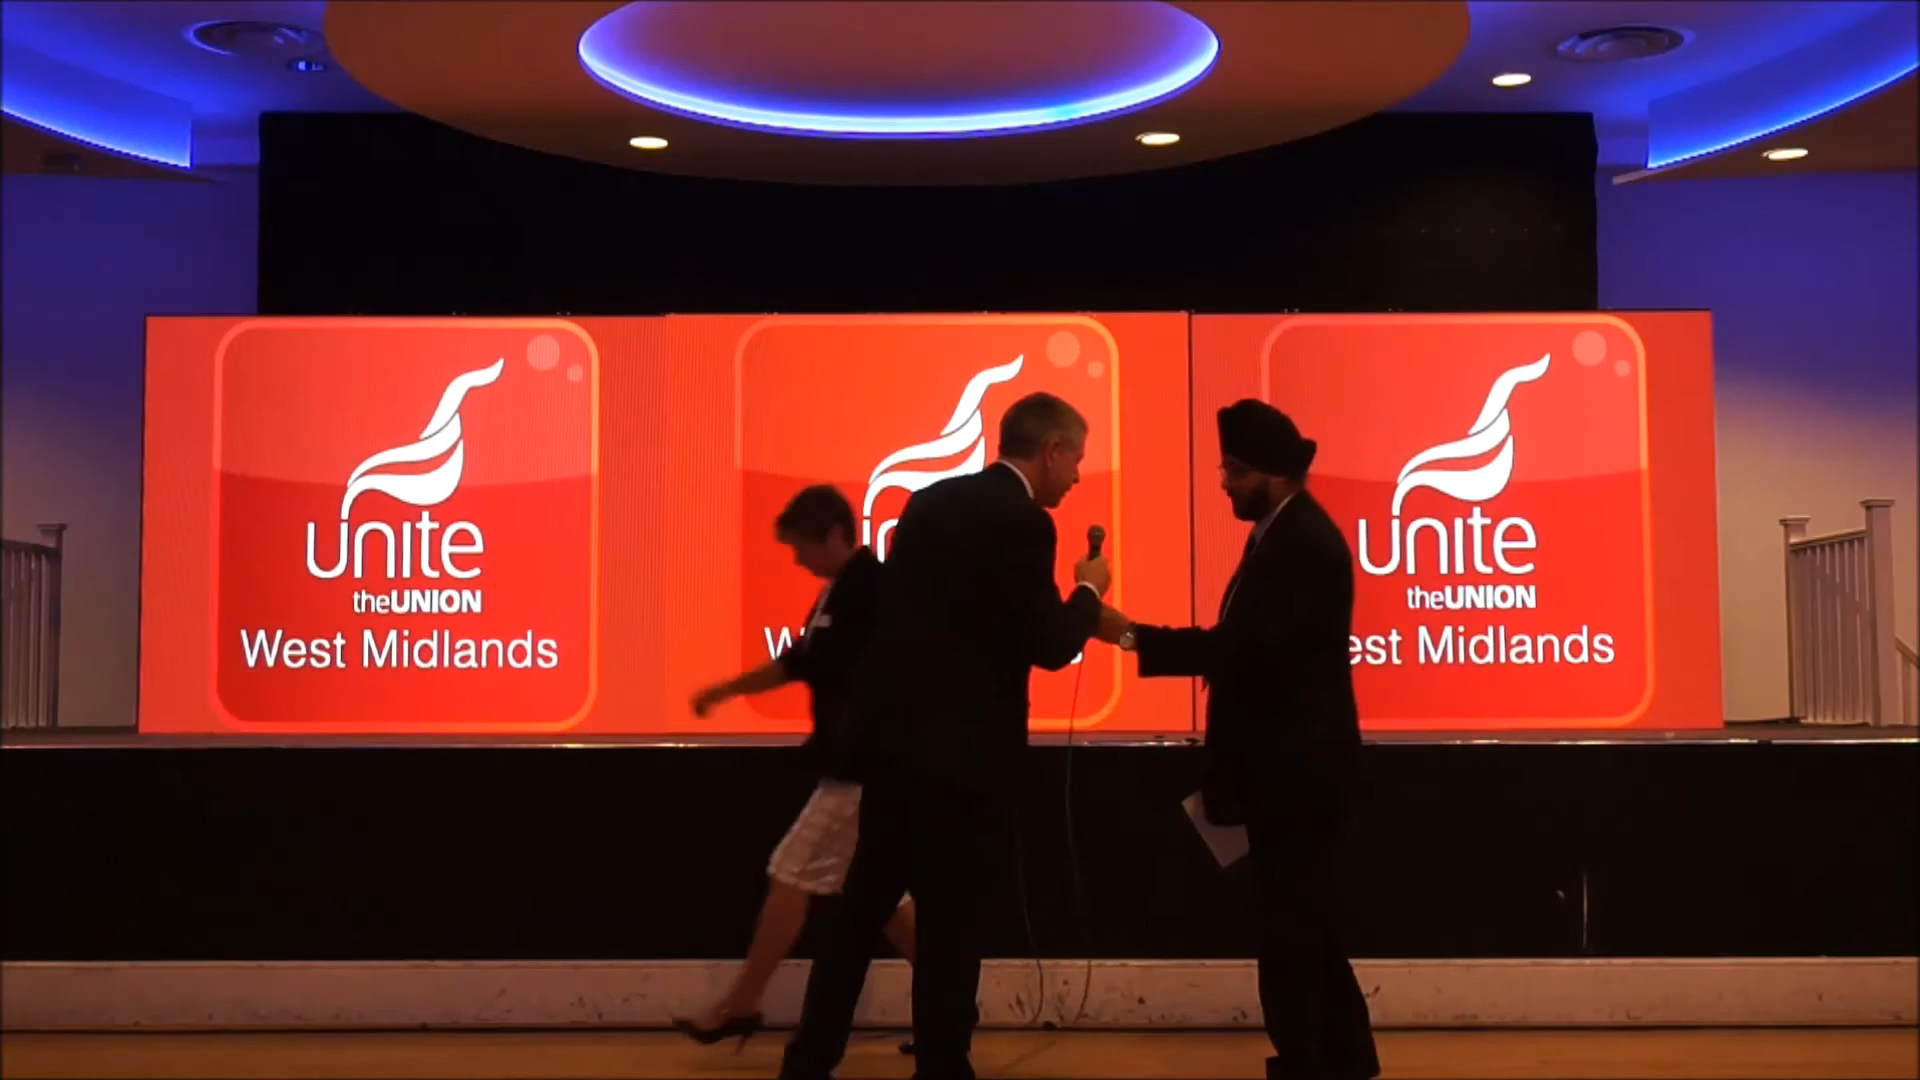 unite
theUNION
West Midlands
unite
theUNION
est Midlands